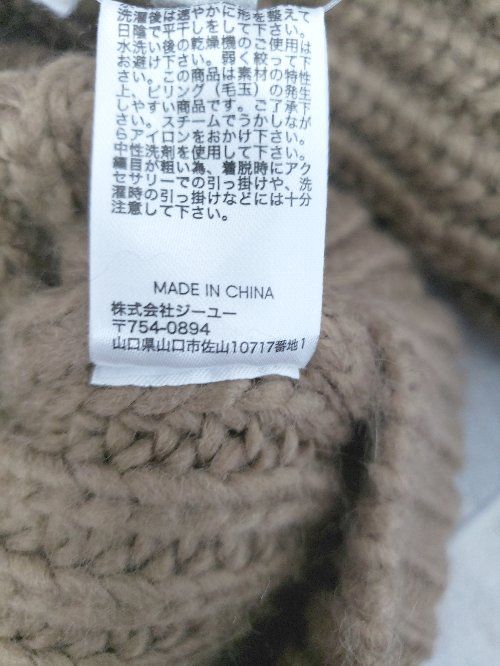 洗濯後は速やかに形を整えて
日陰で平干しをして下さい。
水洗い後の乾燥機のご使用は
お避け下さい。弱く絞って下
さい。この商品は素材の特性
上、ピリング（毛玉）の発生
しやすい商品です。ご了承下
さい。スチームでうかしなが
らアイロンをおかけ下さい。
中性洗剤を使用して下さい。
編目が粗い為、着脱時にアク
セサリーでの引っ掛けや、洗
濯時の引っ掛けなどには十分
注意して下さい。
MADE IN CHINA
株式会社ジーユー
〒754-0894
山口県山口市佐山10717番地1